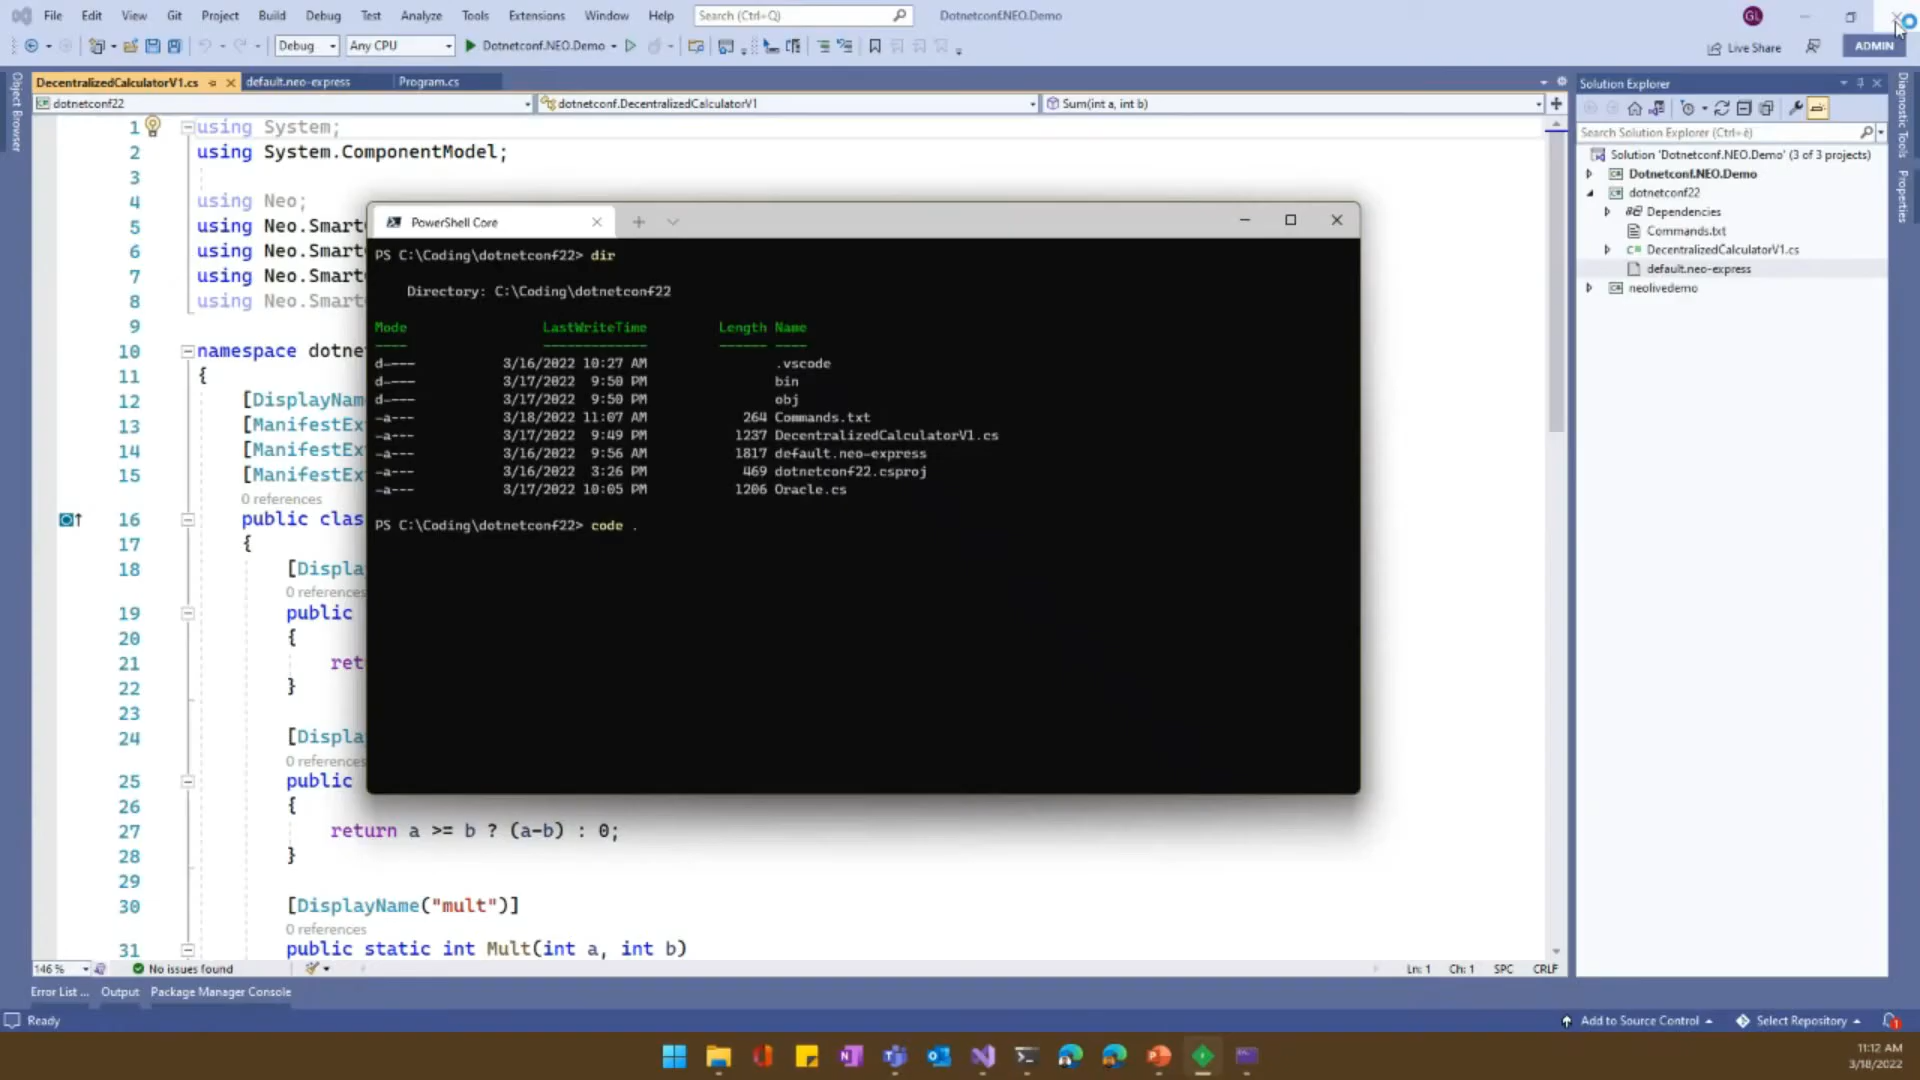 File Edit View Git Project Build Debug Test Analyze Tools Extensions Window Help Search (Ctrl+Q) Dotnetconf.NEO.Demo GL
Debug Any CPU Dotnetconf.NEO.Demo Live Share ADMIN
DecentralizedCalculatorV1.cs default.neo-express Program.cs
dotnetconf22 dotnetconf.DecentralizedCalculatorV1 Sum(int a, int b)
Object Browser
1 using System;
2 using System.ComponentModel;
3
4 using Neo;
5 using Neo.Smart
6 using Neo.Smart
7 using Neo.Smart
8 using Neo.Smart
9
10 namespace dotne
11 {
12 [DisplayName
13 [ManifestEx
14 [ManifestEx
15 [ManifestEx
0 references
16 public clas
17 {
18 [Displa
0 references
19 public
20 {
21 ret
22 }
23
24 [Displa
0 references
25 public
26 {
27 return a >= b ? (a-b) : 0;
28 }
29
30 [DisplayName("mult")]
0 references
31 public static int Mult(int a, int b)
PowerShell Core
PS C:\Coding\dotnetconf22> dir
Directory: C:\Coding\dotnetconf22
Mode LastWriteTime Length Name
---- ------------- ------ ----
d---- 3/16/2022 10:27 AM .vscode
d---- 3/17/2022 9:50 PM bin
d---- 3/17/2022 9:50 PM obj
-a--- 3/18/2022 11:07 AM 264 Commands.txt
-a--- 3/17/2022 9:49 PM 1237 DecentralizedCalculatorV1.cs
-a--- 3/16/2022 9:56 AM 1817 default.neo-express
-a--- 3/16/2022 3:26 PM 469 dotnetconf22.csproj
-a--- 3/17/2022 10:05 PM 1206 Oracle.cs
PS C:\Coding\dotnetconf22> code .
Solution Explorer
Search Solution Explorer (Ctrl+è)
Solution 'Dotnetconf.NEO.Demo' (3 of 3 projects)
Dotnetconf.NEO.Demo
dotnetconf22
Dependencies
Commands.txt
DecentralizedCalculatorV1.cs
default.neo-express
neolivedemo
Diagnostic Tools
Properties
146 % No issues found Ln: 1 Ch: 1 SPC CRLF
Error List ... Output Package Manager Console
Ready Add to Source Control Select Repository 1
11:12 AM
3/18/2022